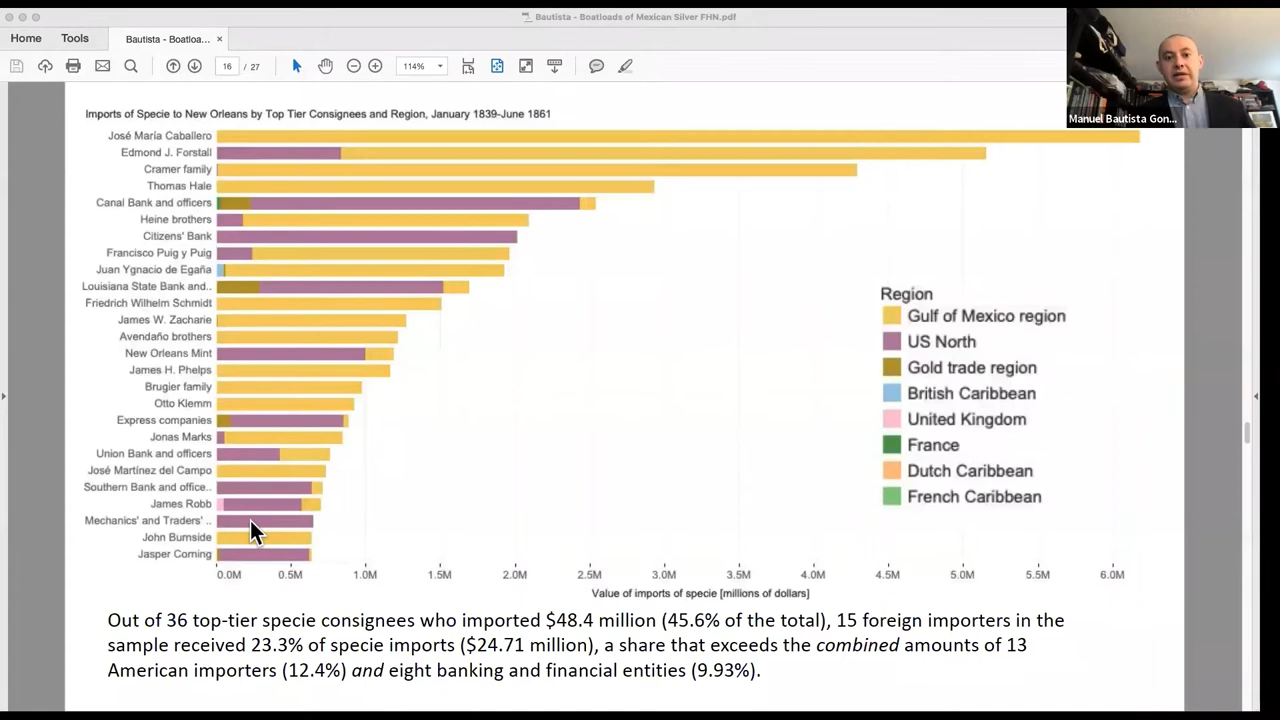 Bautista - Boatloads of Mexican Silver FHN.pdf
Home
Tools
Bautista - Boatloa...
×
16 / 27
114%
Manuel Bautista Gon...
Imports of Specie to New Orleans by Top Tier Consignees and Region, January 1839-June 1861
José María Caballero
Edmond J. Forstall
Cramer family
Thomas Hale
Canal Bank and officers
Heine brothers
Citizens' Bank
Francisco Puig y Puig
Juan Ygnacio de Egaña
Louisiana State Bank and..
Friedrich Wilhelm Schmidt
James W. Zacharie
Avendaño brothers
New Orleans Mint
James H. Phelps
Brugier family
Otto Klemm
Express companies
Jonas Marks
Union Bank and officers
José Martínez del Campo
Southern Bank and office..
James Robb
Mechanics' and Traders' ..
John Burnside
Jasper Corning
Region
Gulf of Mexico region
US North
Gold trade region
British Caribbean
United Kingdom
France
Dutch Caribbean
French Caribbean
0.0M 0.5M 1.0M 1.5M 2.0M 2.5M 3.0M 3.5M 4.0M 4.5M 5.0M 5.5M 6.0M
Value of imports of specie [millions of dollars]
Out of 36 top-tier specie consignees who imported $48.4 million (45.6% of the total), 15 foreign importers in the
sample received 23.3% of specie imports ($24.71 million), a share that exceeds the combined amounts of 13
American importers (12.4%) and eight banking and financial entities (9.93%).